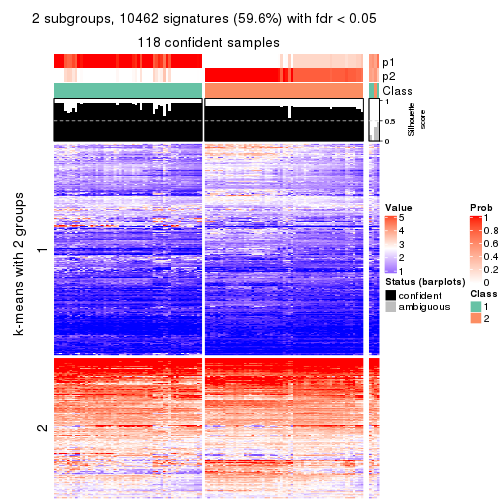 2 subgroups, 10462 signatures (59.6%) with fdr < 0.05
118 confident samples
p1
p2
Class
1
0.5
0
Silhouette
score
k-means with 2 groups
1
2
Value
5
4
3
2
1
Status (barplots)
confident
ambiguous
Prob
1
0.8
0.6
0.4
0.2
0
Class
1
2